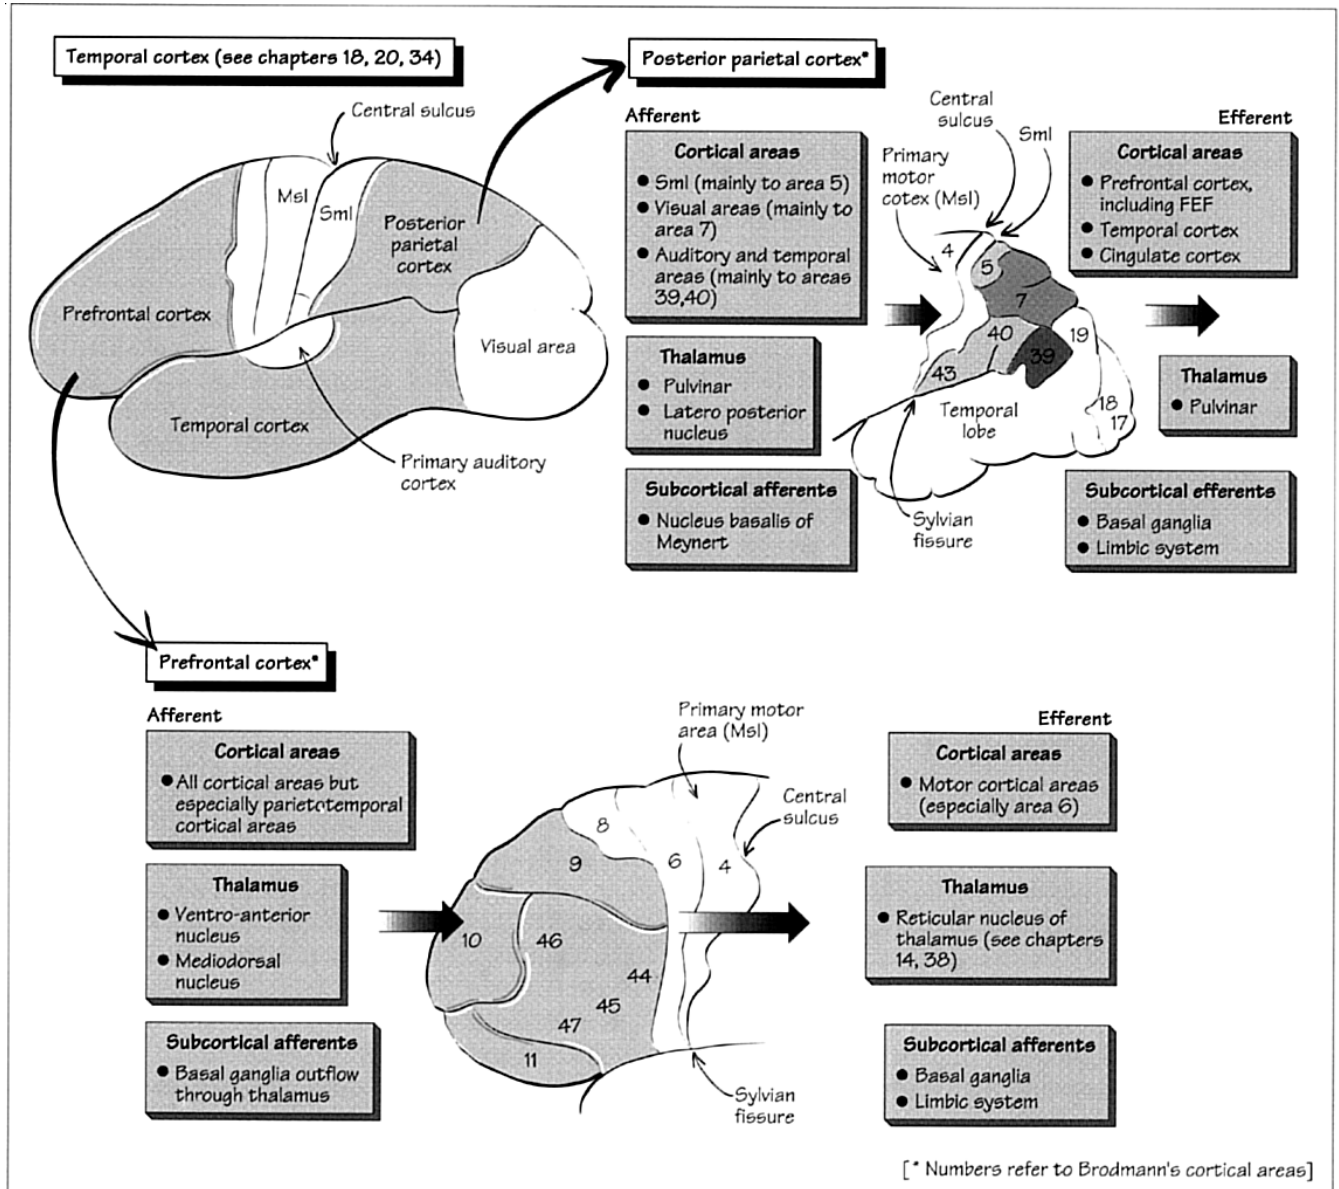 Temporal cortex (see chapters 18, 20, 34)
Central sulcus
MsI
SmI
Posterior
parietal
cortex
Prefrontal cortex
Visual area
Temporal cortex
Primary auditory
cortex
Posterior parietal cortex*
Afferent
Cortical areas
● SmI (mainly to area 5)
● Visual areas (mainly to
area 7)
● Auditory and temporal
areas (mainly to areas
39,40)
Thalamus
● Pulvinar
● Latero posterior
nucleus
Subcortical afferents
● Nucleus basalis of
Meynert
Central
sulcus
SmI
Primary
motor
cotex (MsI)
4
5
7
40
19
39
43
18
17
Temporal
lobe
Sylvian
fissure
Efferent
Cortical areas
● Prefrontal cortex,
including FEF
● Temporal cortex
● Cingulate cortex
Thalamus
● Pulvinar
Subcortical efferents
● Basal ganglia
● Limbic system
Prefrontal cortex*
Afferent
Cortical areas
● All cortical areas but
especially parietotemporal
cortical areas
Thalamus
● Ventro-anterior
nucleus
● Mediodorsal
nucleus
Subcortical afferents
● Basal ganglia outflow
through thalamus
Primary motor
area (MsI)
Central
sulcus
8
6
4
9
10
46
44
45
47
11
Sylvian
fissure
Efferent
Cortical areas
● Motor cortical areas
(especially area 6)
Thalamus
● Reticular nucleus of
thalamus (see chapters
14, 38)
Subcortical afferents
● Basal ganglia
● Limbic system
[* Numbers refer to Brodmann's cortical areas]